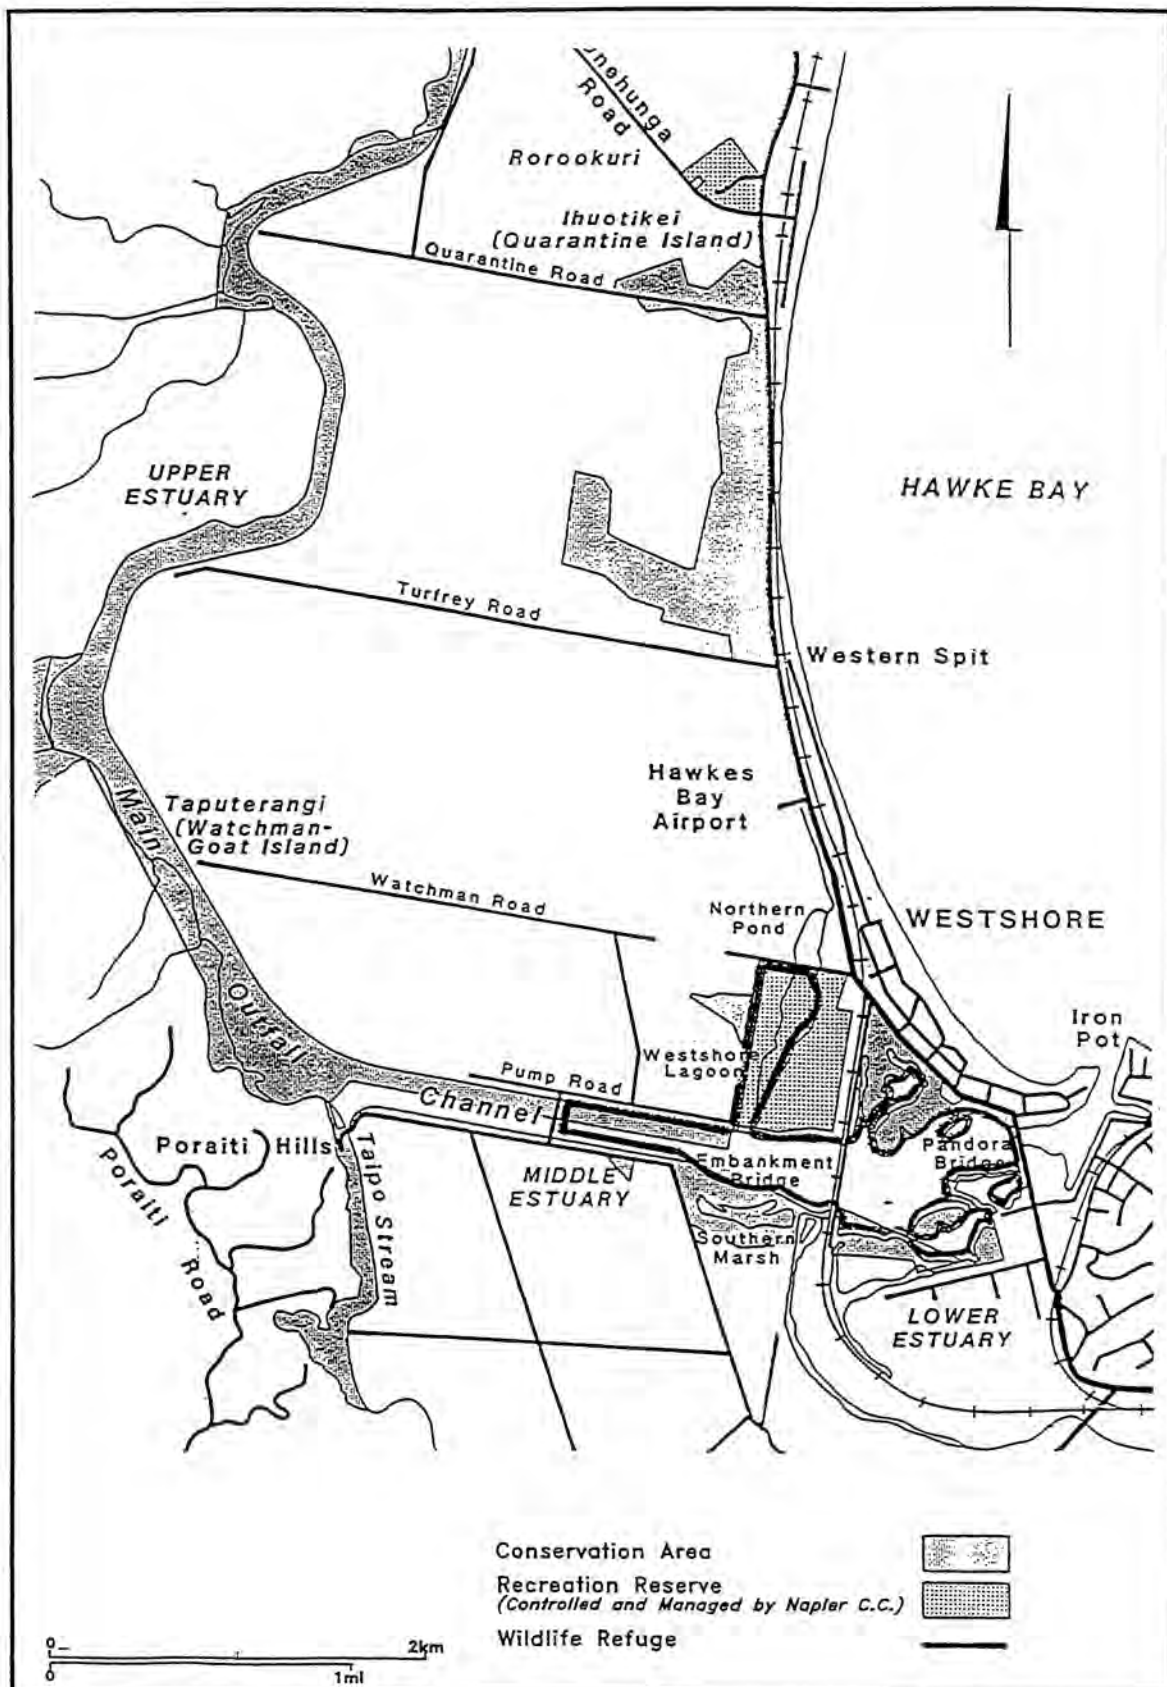 Onehunga
Road
Rorookuri
Ihuotikei
(Quarantine Island)
Quarantine Road
UPPER
ESTUARY
HAWKE BAY
Turfrey Road
Western Spit
Hawkes
Bay
Airport
Taputerangi
(Watchman-
Goat Island)
Main
Outfall
Channel
Watchman Road
Northern
Pond
WESTSHORE
Iron
Pot
Westshore
Lagoon
Pump Road
Poraiti Hills
Poraiti
Road
Taipo Stream
MIDDLE
ESTUARY
Embankment
Bridge
Pandora
Bridge
Southern
Marsh
LOWER
ESTUARY
Conservation Area
Recreation Reserve
(Controlled and Managed by Napier C.C.)
Wildlife Refuge
0
2km
0
1ml